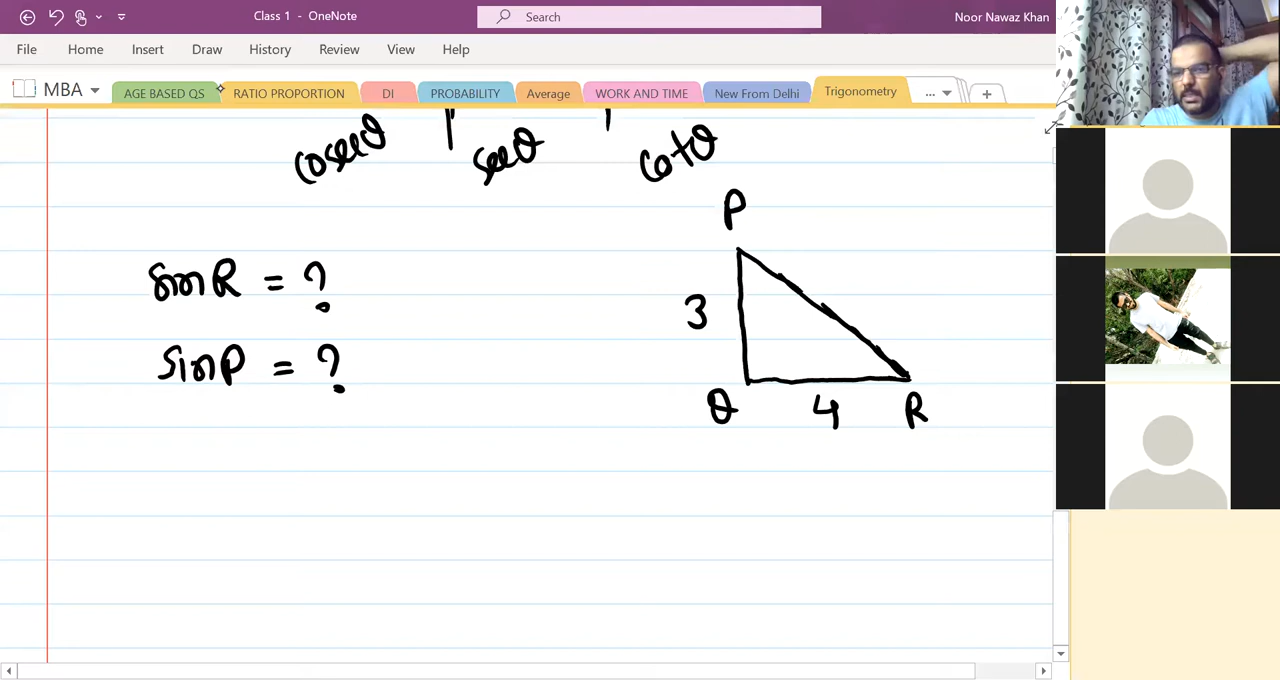 Class 1 - OneNote
Search
Noor Nawaz Khan
File Home Insert Draw History Review View Help
MBA
AGE BASED QS
RATIO PROPORTION
DI
PROBABILITY
Average
WORK AND TIME
New From Delhi
Trigonometry
...
cosecθ
secθ
cotθ
P
sinR = ?
3
sinP = ?
Q 4 R